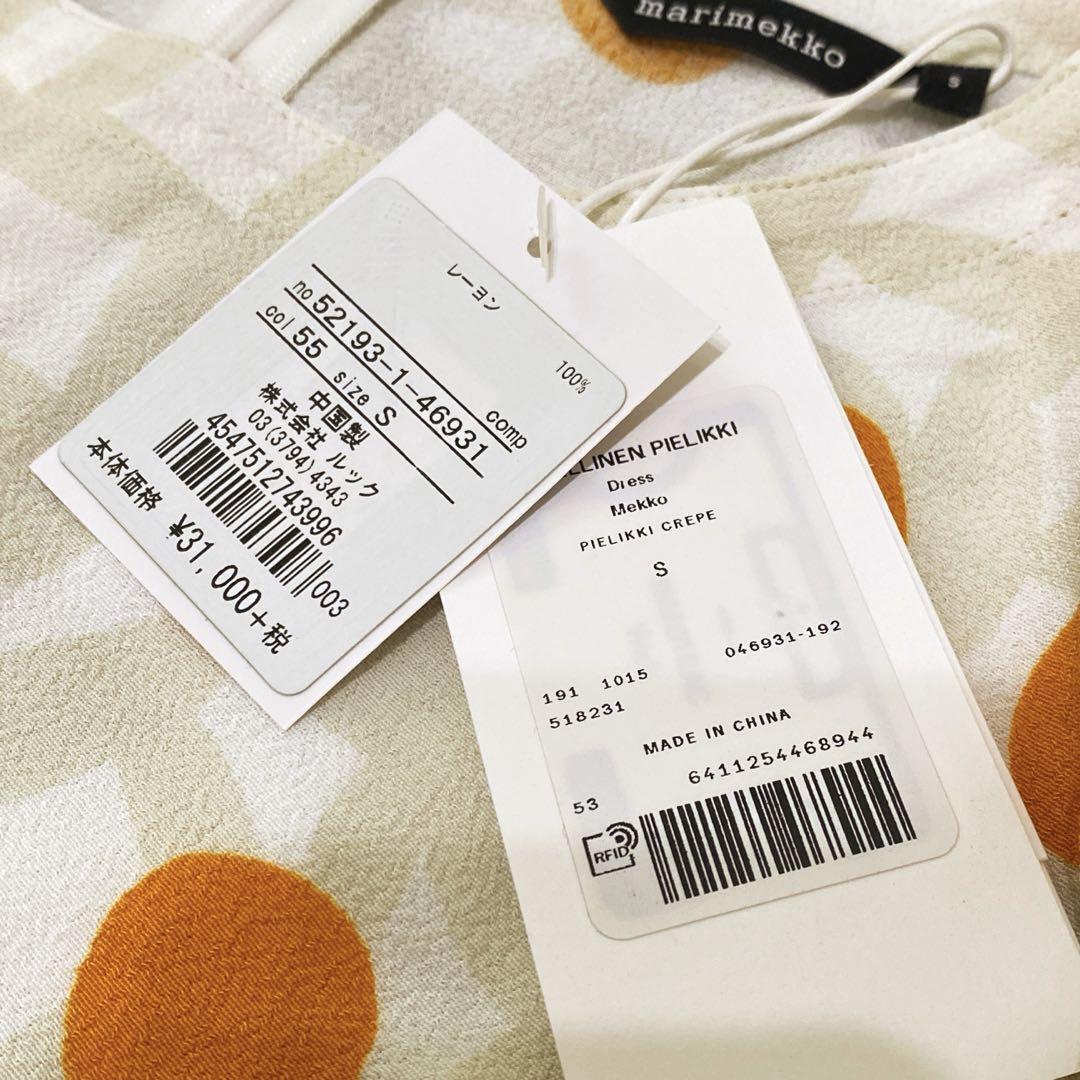 marimekko
S
レーヨン
100%
comp
no 52193-1-46931
col 55 size S
中国製
株式会社 ルック
03(3794)4343
4547512743996
003
本体価格 ¥31,000+税
PIELIKKI
Dress
Mekko
PIELIKKI CREPE
S
046931-192
191 1015
518231
MADE IN CHINA
6411254468944
53
RFID